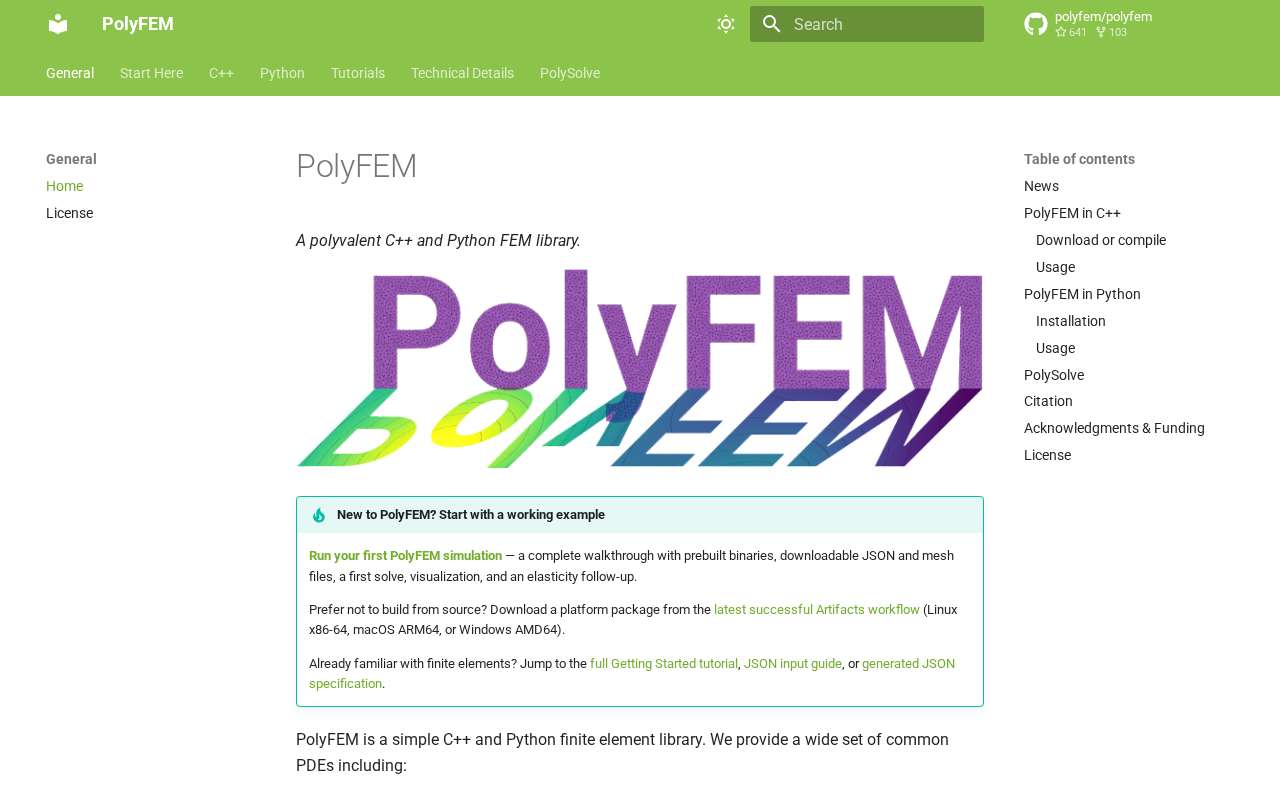 PolyFEM
Search
polyfem/polyfem
641 103
General
Start Here
C++
Python
Tutorials
Technical Details
PolySolve
General
Home
License
PolyFEM
A polyvalent C++ and Python FEM library.
PolyFEM
PolyFEM
New to PolyFEM? Start with a working example
Run your first PolyFEM simulation — a complete walkthrough with prebuilt binaries, downloadable JSON and mesh
files, a first solve, visualization, and an elasticity follow-up.
Prefer not to build from source? Download a platform package from the latest successful Artifacts workflow (Linux
x86-64, macOS ARM64, or Windows AMD64).
Already familiar with finite elements? Jump to the full Getting Started tutorial, JSON input guide, or generated JSON
specification.
PolyFEM is a simple C++ and Python finite element library. We provide a wide set of common
PDEs including:
Table of contents
News
PolyFEM in C++
Download or compile
Usage
PolyFEM in Python
Installation
Usage
PolySolve
Citation
Acknowledgments & Funding
License